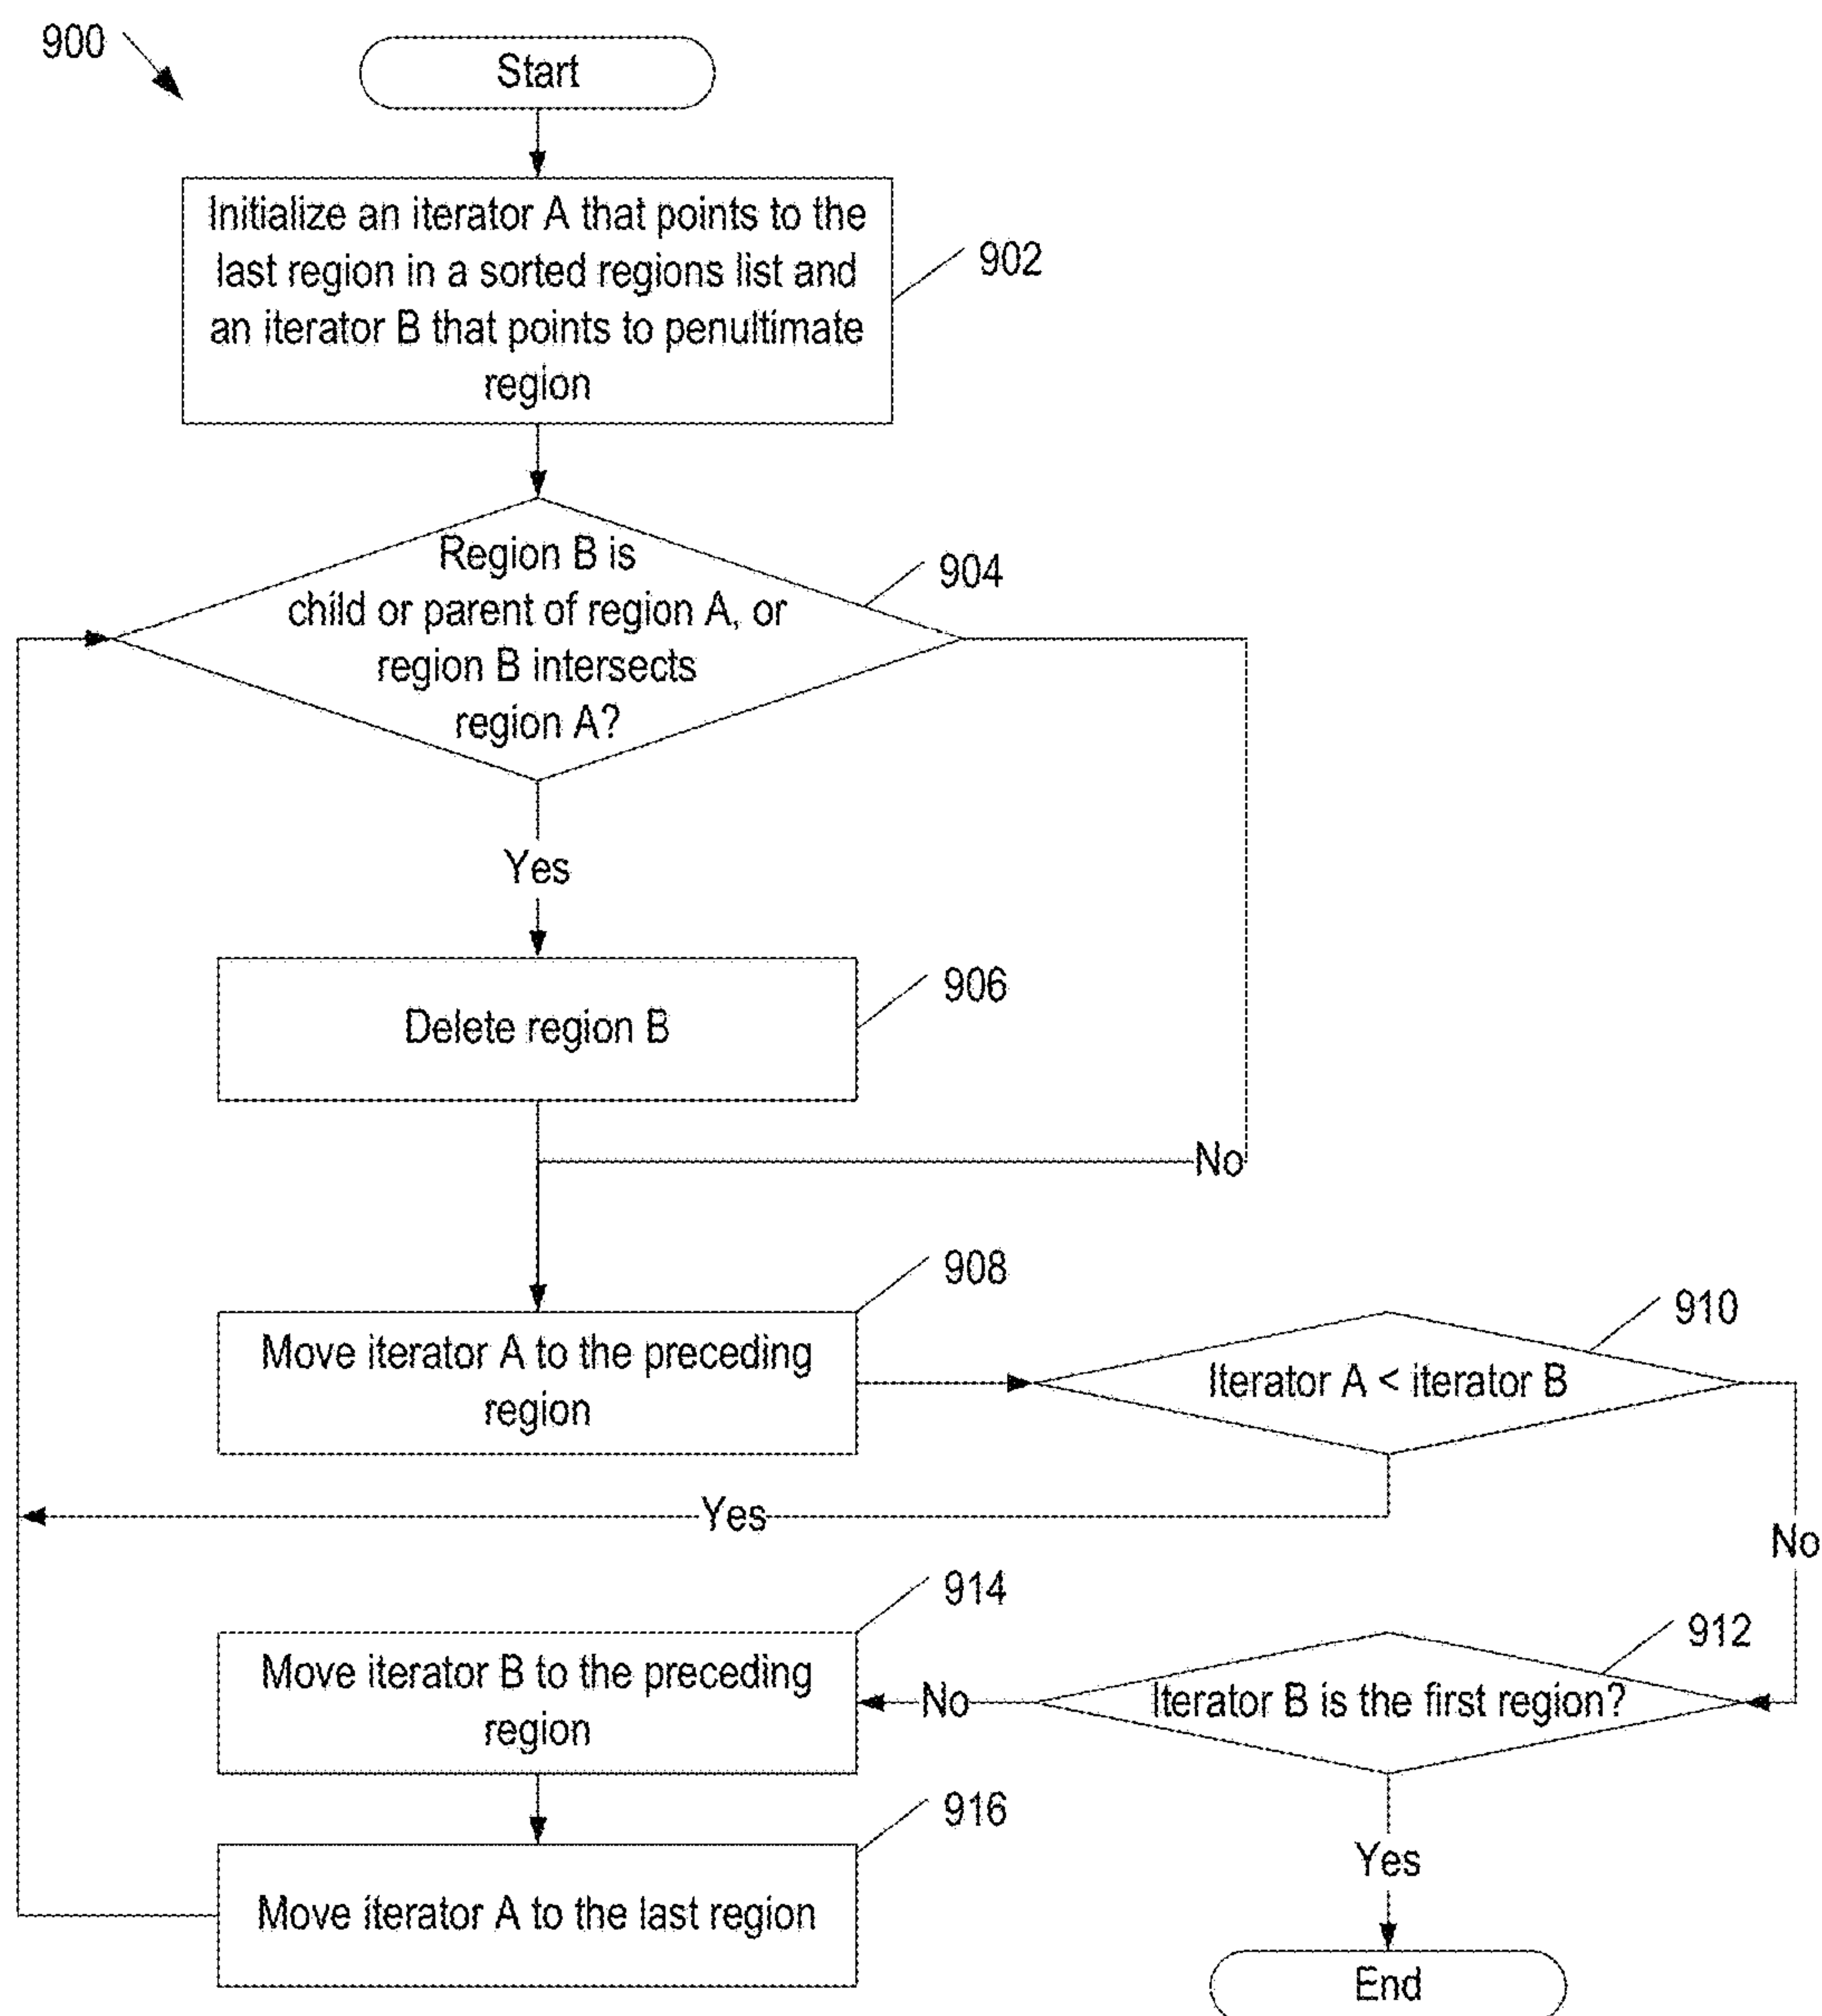 900
Start
Initialize an iterator A that points to the
last region in a sorted regions list and
an iterator B that points to penultimate
region
902
Region B is
child or parent of region A, or
region B intersects
region A?
904
Yes
Delete region B
906
No
908
Move iterator A to the preceding
region
910
Iterator A < iterator B
Yes
No
914
Move iterator B to the preceding
region
912
Iterator B is the first region?
No
916
Move iterator A to the last region
Yes
End